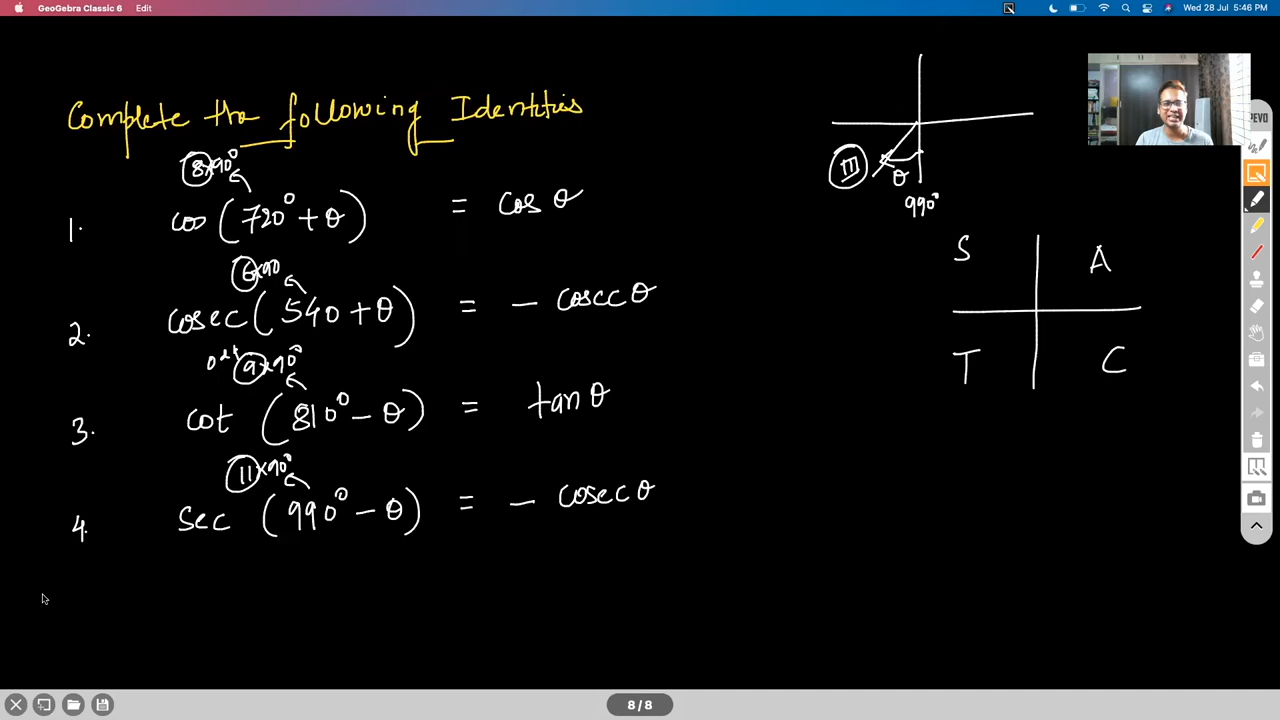 GeoGebra Classic 6 Edit Wed 28 Jul 5:46 PM
Complete the following Identities
8×90°
1. cos (720° + θ) = cos θ
6×90
2. cosec (540 + θ) = - cosec θ
odd 9×90°
3. cot (810° - θ) = tan θ
11×90°
4. sec (990° - θ) = - cosec θ
III θ
990°
S A
T C
PEVO
8 / 8